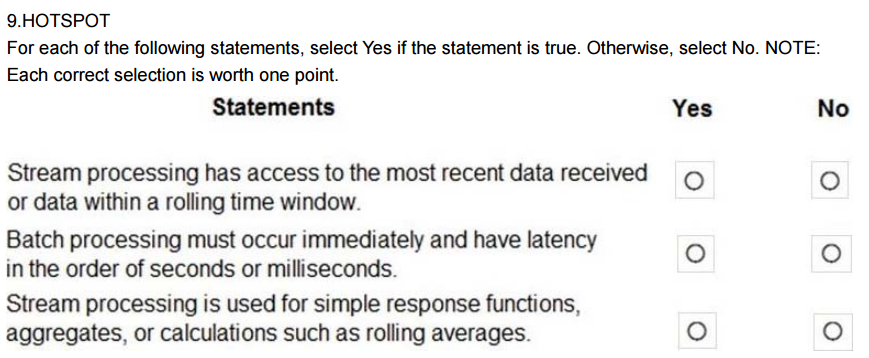 9.HOTSPOT
For each of the following statements, select Yes if the statement is true. Otherwise, select No. NOTE:
Each correct selection is worth one point.
Statements Yes No
Stream processing has access to the most recent data received
or data within a rolling time window.
Batch processing must occur immediately and have latency
in the order of seconds or milliseconds.
Stream processing is used for simple response functions,
aggregates, or calculations such as rolling averages.